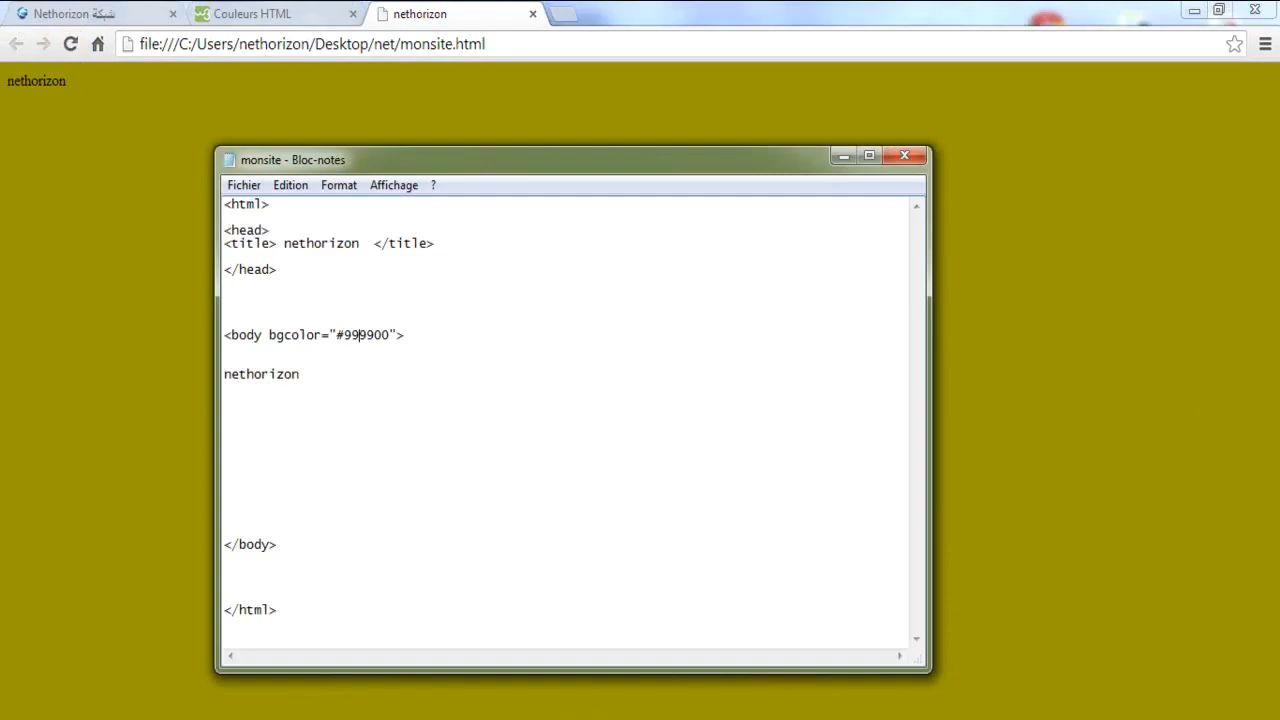 Nethorizon شبكة
Couleurs HTML
nethorizon
file:///C:/Users/nethorizon/Desktop/net/monsite.html
nethorizon
monsite - Bloc-notes
Fichier Edition Format Affichage ?
<html>
<head>
<title> nethorizon  </title>
</head>
<body bgcolor="#999900">
nethorizon
</body>
</html>